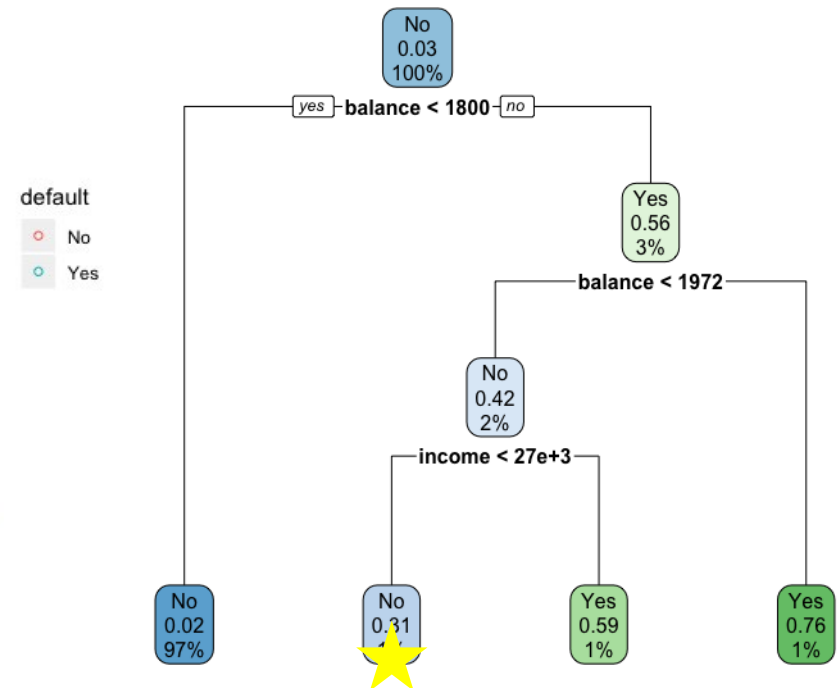 No
0.03
100%
yes balance < 1800 no
default
No
Yes
Yes
0.56
3%
balance < 1972
No
0.42
2%
income < 27e+3
No
0.02
97%
No
0.31
Yes
0.59
1%
Yes
0.76
1%